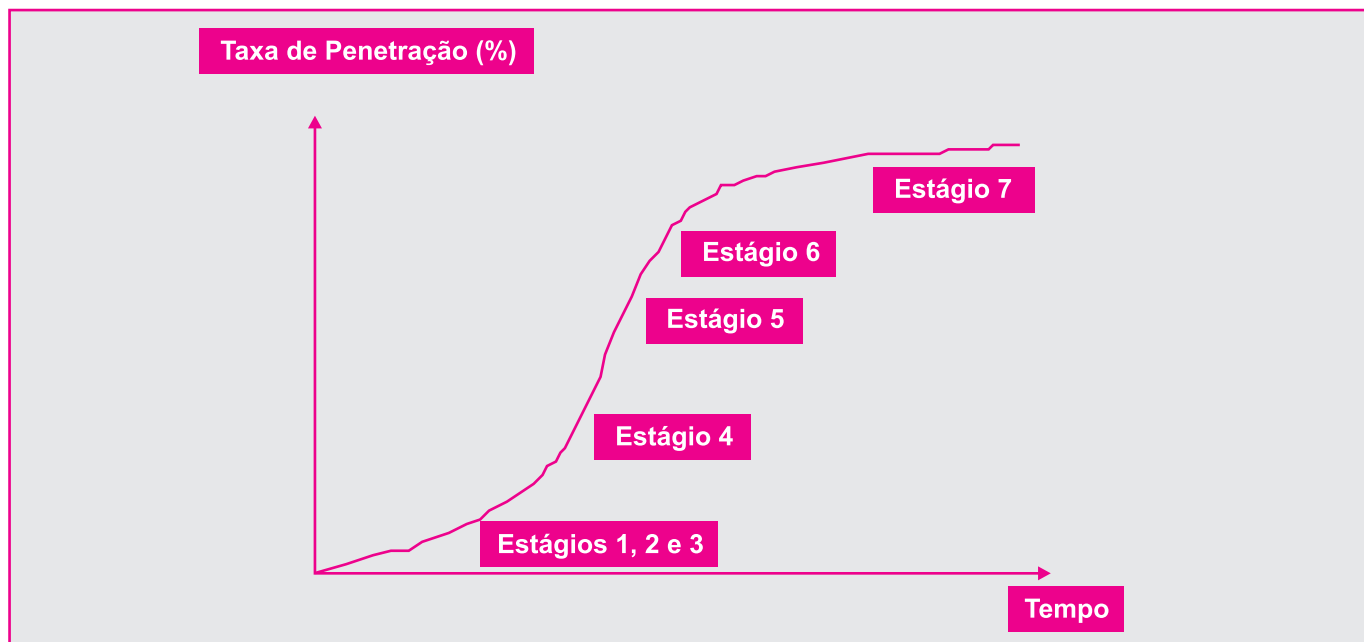 Taxa de Penetração (%)
Estágio 7
Estágio 6
Estágio 5
Estágio 4
Estágios 1, 2 e 3
Tempo